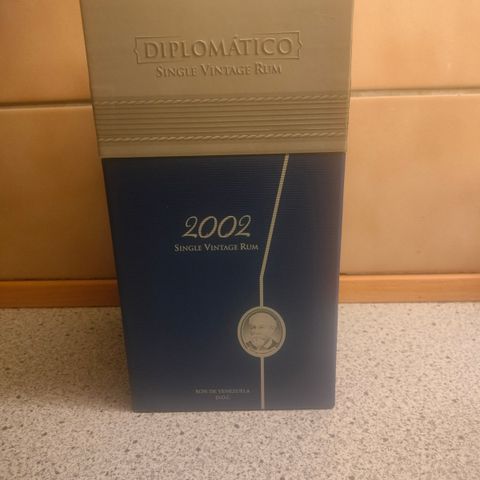 DIPLOMÁTICO
SINGLE VINTAGE RUM
2002
SINGLE VINTAGE RUM
RON DE VENEZUELA
D.O.C